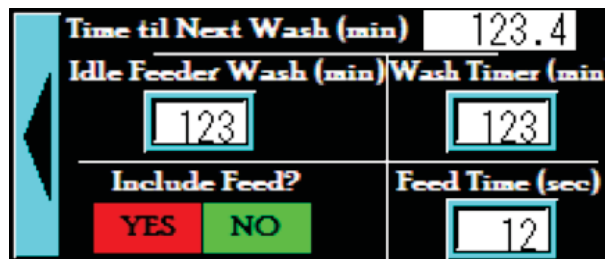 Time til Next Wash (min) 123.4
Idle Feeder Wash (min) Wash Timer (min
123 123
Include Feed? Feed Time (sec)
YES NO 12